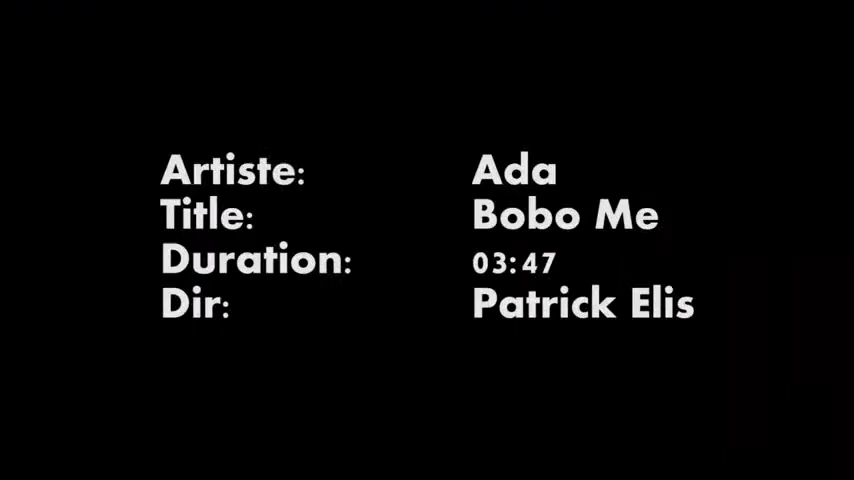 Artiste: Ada
Title: Bobo Me
Duration: 03:47
Dir: Patrick Elis